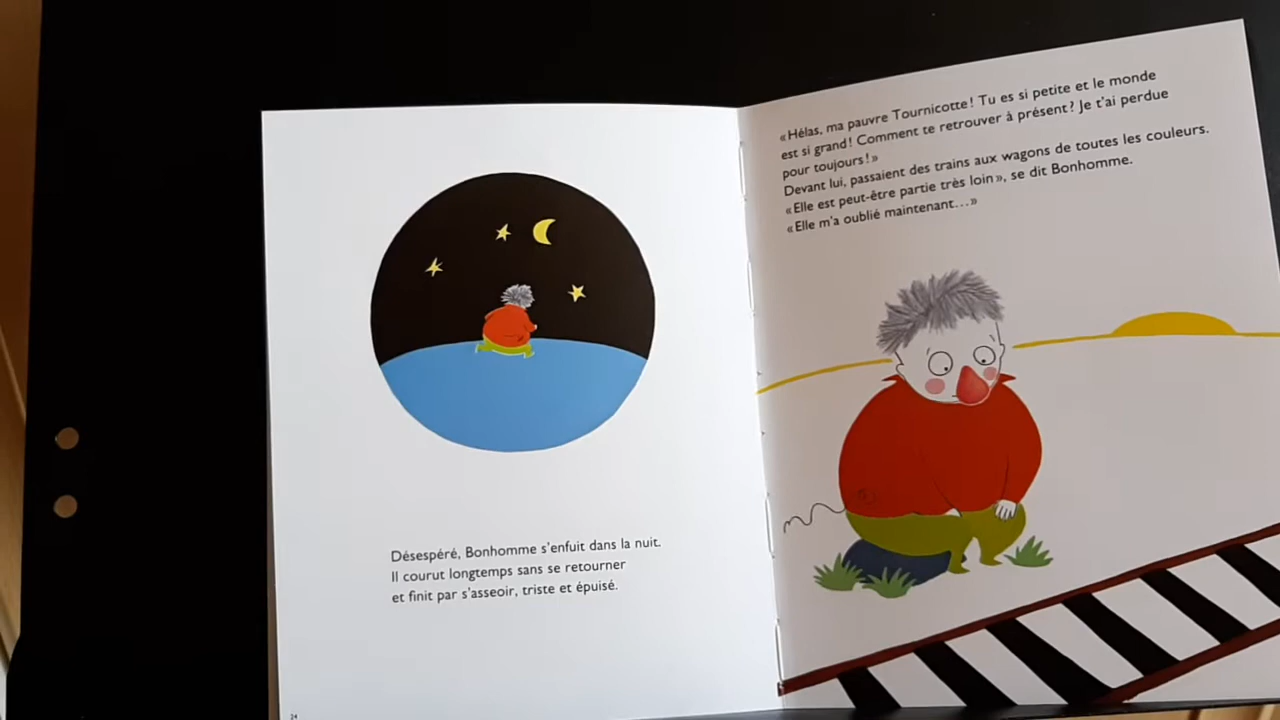 Désespéré, Bonhomme s'enfuit dans la nuit.
Il courut longtemps sans se retourner
et finit par s'asseoir, triste et épuisé.
24
« Hélas, ma pauvre Tournicotte ! Tu es si petite et le monde
est si grand ! Comment te retrouver à présent ? Je t'ai perdue
pour toujours ! »
Devant lui, passaient des trains aux wagons de toutes les couleurs.
« Elle est peut-être partie très loin », se dit Bonhomme.
« Elle m'a oublié maintenant... »